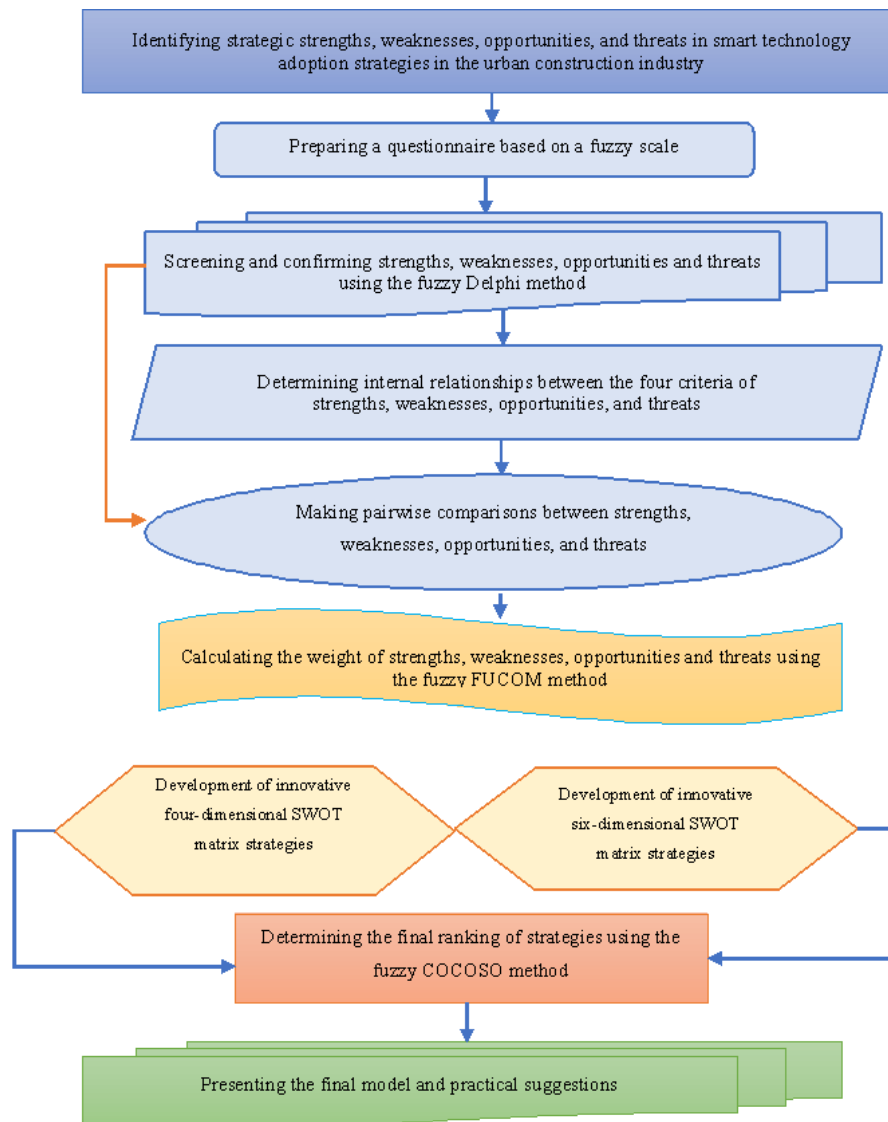 Identifying strategic strengths, weaknesses, opportunities, and threats in smart technology
adoption strategies in the urban construction industry
Preparing a questionnaire based on a fuzzy scale
Screening and confirming strengths, weaknesses, opportunities and threats
using the fuzzy Delphi method
Determining internal relationships between the four criteria of
strengths, weaknesses, opportunities, and threats
Making pairwise comparisons between strengths,
weaknesses, opportunities, and threats
Calculating the weight of strengths, weaknesses, opportunities and threats using
the fuzzy FUCOM method
Development of innovative
four-dimensional SWOT
matrix strategies
Development of innovative
six-dimensional SWOT
matrix strategies
Determining the final ranking of strategies using the
fuzzy COCOSO method
Presenting the final model and practical suggestions